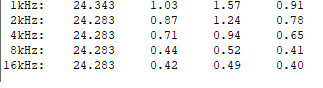 1kHz: 24.343 1.03 1.57 0.91
2kHz: 24.283 0.87 1.24 0.78
4kHz: 24.283 0.71 0.94 0.65
8kHz: 24.283 0.44 0.52 0.41
16kHz: 24.283 0.42 0.49 0.40